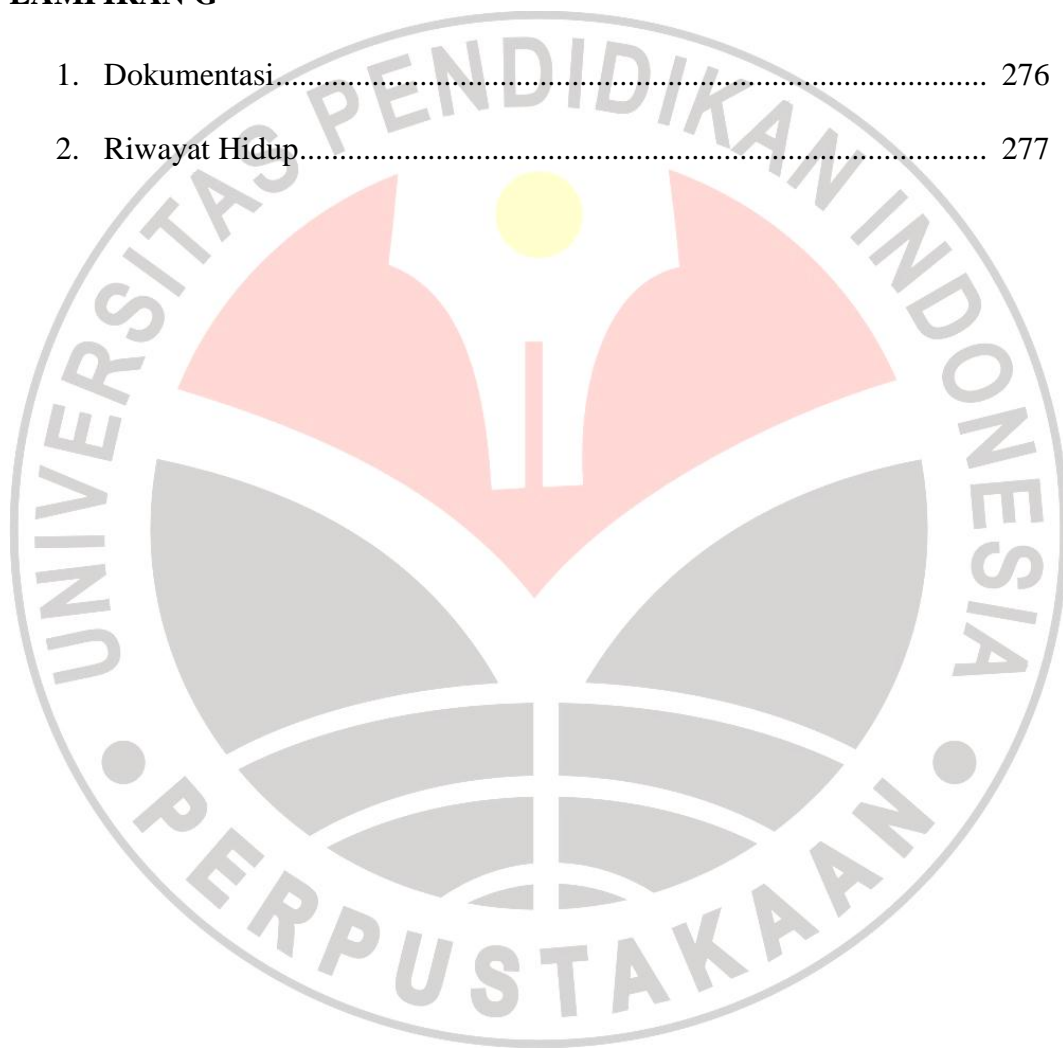 LAMPIRAN G
1. Dokumentasi.......................................................................................... 276
2. Riwayat Hidup....................................................................................... 277
UNIVERSITAS PENDIDIKAN INDONESIA
PERPUSTAKAAN